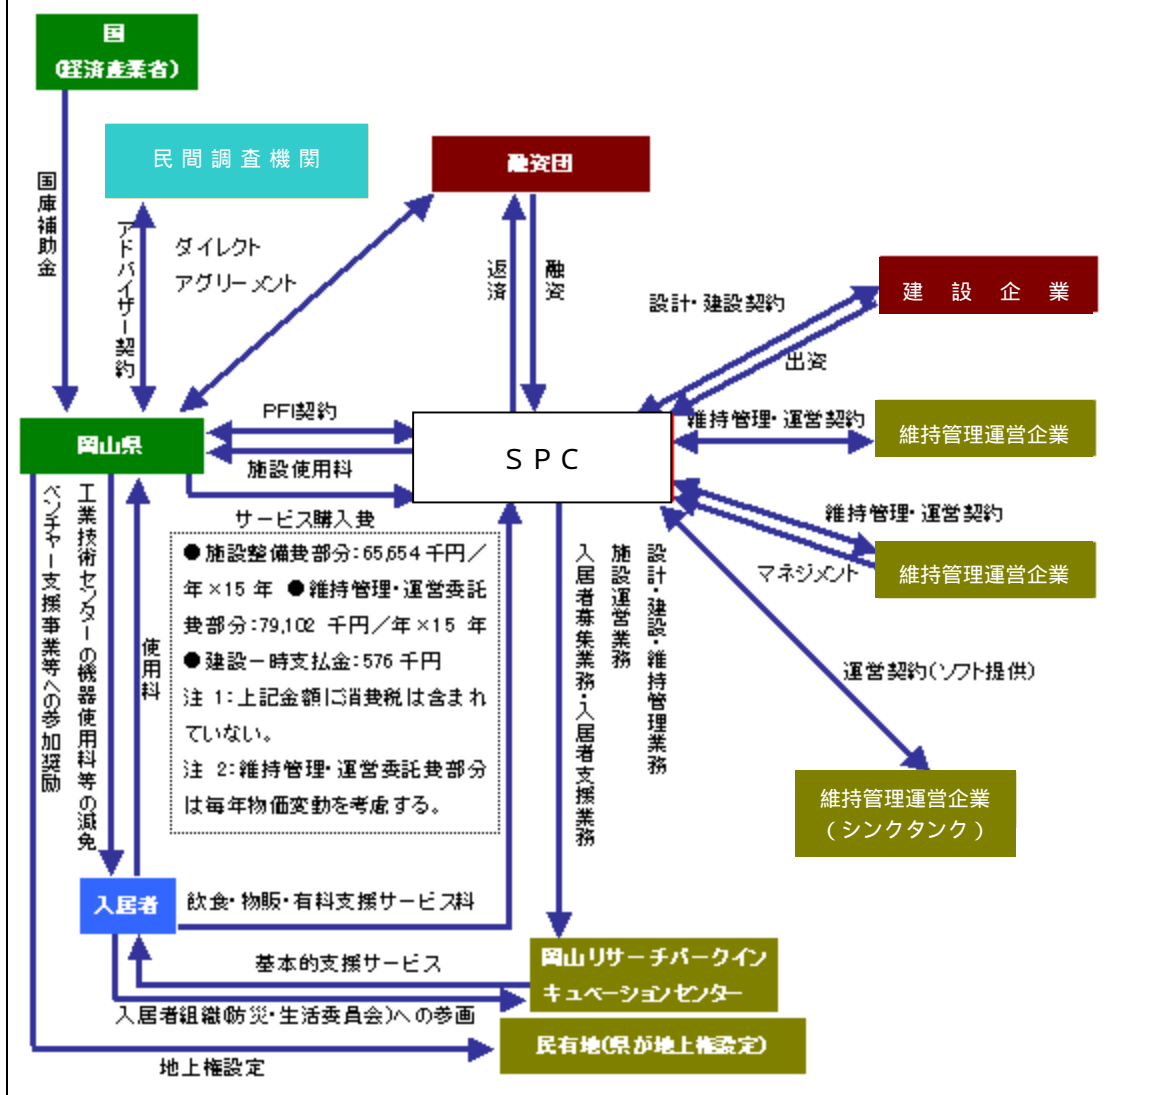 国
(経済産業省)
国庫補助金
民間調査機関
融資団
アドバイザー契約
ダイレクト
アグリーメント
返済
融資
建設企業
設計・建設契約
出資
PFI契約
維持管理・運営契約
維持管理運営企業
岡山県
SPC
施設使用料
サービス購入費
維持管理・運営契約
マネジメント
維持管理運営企業
●施設整備費部分:65,654千円/
年×15年 ●維持管理・運営委託
費部分:79,102 千円/年×15 年
●建設一時支払金:576千円
注 1:上記金額に消費税は含まれ
ていない。
注 2:維持管理・運営委託費部分
は毎年物価変動を考慮する。
ベンチャー支援事業等への参加奨励
工業技術センターの機器使用料等の減免
使用料
設計・建設・維持管理業務
施設運営業務
入居者募集業務・入居者支援業務
運営契約(ソフト提供)
維持管理運営企業
(シンクタンク)
入居者
飲食・物販・有料支援サービス料
基本的支援サービス
岡山リサーチパークイン
キュベーションセンター
入居者組織(防災・生活委員会)への参画
民有地(県が地上権設定)
地上権設定